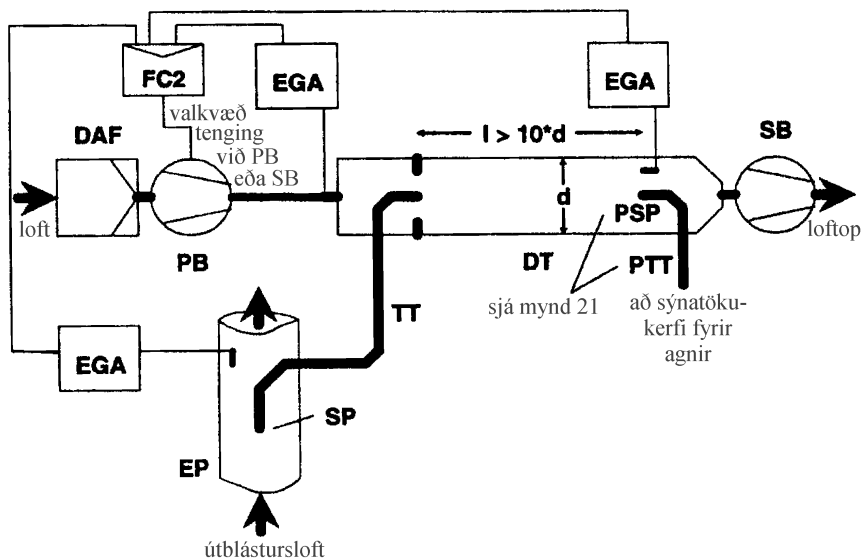 FC2
EGA
EGA
valkvæð
tenging
við PB
eða SB
DAF
l > 10*d
SB
loft
d
PSP
loftop
PB
DT
PTT
sjá mynd 21
að sýnatöku-
kerfi fyrir
agnir
TT
EGA
SP
EP
útblástursloft